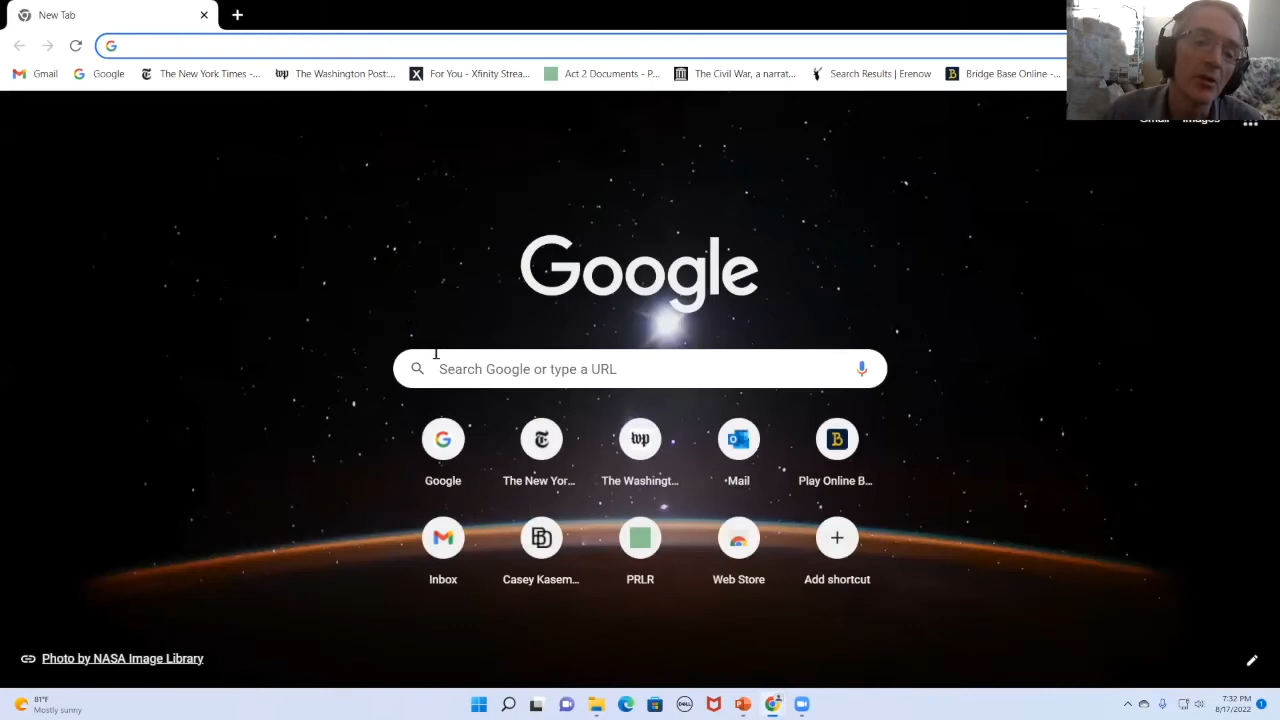 New Tab
Gmail Google The New York Times -... The Washington Post:... For You - Xfinity Strea... Act 2 Documents - P... The Civil War, a narrat... Search Results | Erenow Bridge Base Online -...
Gmail Images
Google
Search Google or type a URL
Google The New Yor... The Washingt... Mail Play Online B...
Inbox Casey Kasem... PRLR Web Store Add shortcut
Photo by NASA Image Library
81°F
Mostly sunny
7:32 PM
8/17/2022